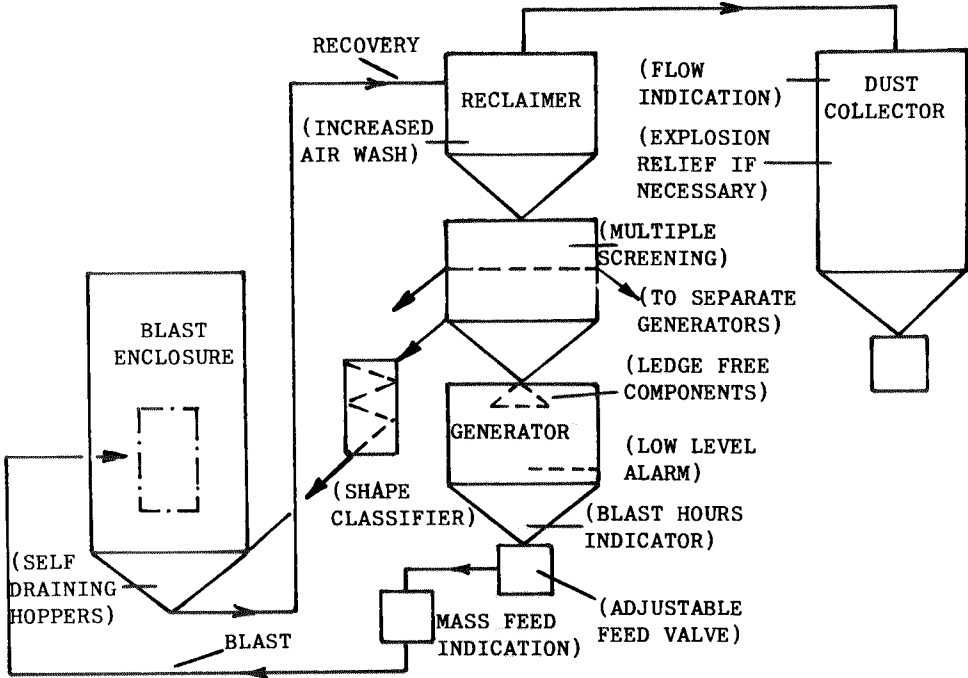 RECOVERY
RECLAIMER
(INCREASED
AIR WASH)
(FLOW
INDICATION)
DUST
COLLECTOR
(EXPLOSION
RELIEF IF
NECESSARY)
(MULTIPLE
SCREENING)
(TO SEPARATE
GENERATORS)
BLAST
ENCLOSURE
(LEDGE FREE
COMPONENTS)
GENERATOR
(LOW LEVEL
ALARM)
(SHAPE
CLASSIFIER)
(BLAST HOURS
INDICATOR)
(SELF
DRAINING
HOPPERS)
MASS FEED
INDICATION)
(ADJUSTABLE
FEED VALVE)
BLAST